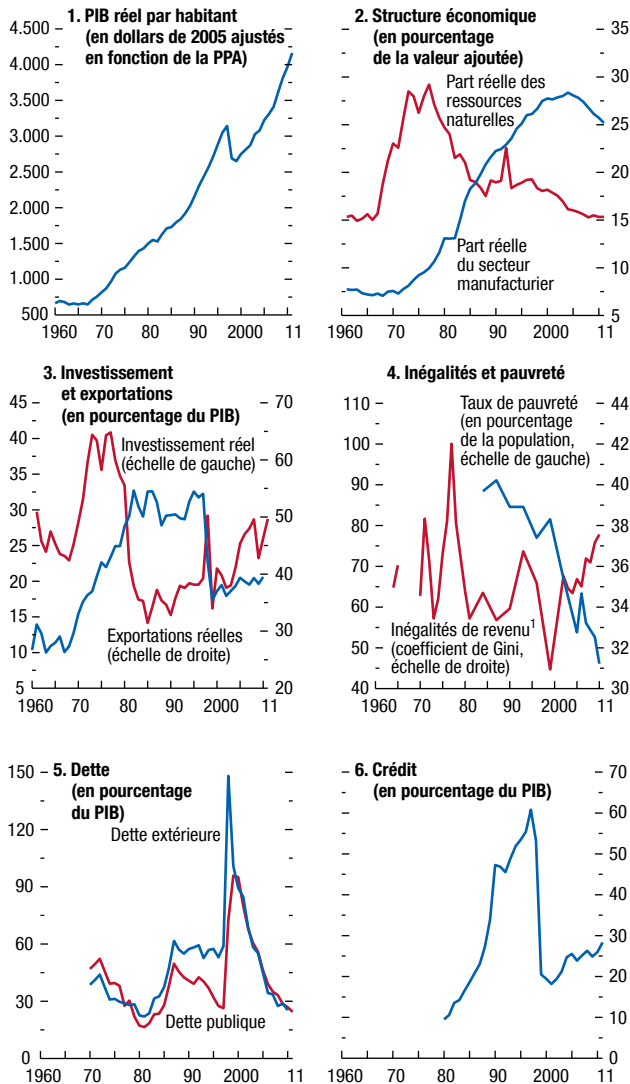 1. PIB réel par habitant
(en dollars de 2005 ajustés
en fonction de la PPA)
4.500
4.000
3.500
3.000
2.500
2.000
1.500
1.000
500
1960 70 80 90 2000 11
2. Structure économique
(en pourcentage
de la valeur ajoutée)
Part réelle des
ressources
naturelles
Part réelle
du secteur
manufacturier
35
30
25
20
15
10
5
1960 70 80 90 2000 11
3. Investissement
et exportations
(en pourcentage du PIB)
45
40
35
30
25
20
15
10
5
70
60
50
40
30
20
Investissement réel
(échelle de gauche)
Exportations réelles
(échelle de droite)
1960 70 80 90 2000 11
4. Inégalités et pauvreté
110
100
90
80
70
60
50
40
44
42
40
38
36
34
32
30
Taux de pauvreté
(en pourcentage
de la population,
échelle de gauche)
Inégalités de revenu1
(coefficient de Gini,
échelle de droite)
1960 70 80 90 2000 11
5. Dette
(en pourcentage
du PIB)
150
120
90
60
30
0
Dette extérieure
Dette publique
1960 70 80 90 2000 11
6. Crédit
(en pourcentage du PIB)
70
60
50
40
30
20
10
0
1960 70 80 90 2000 11